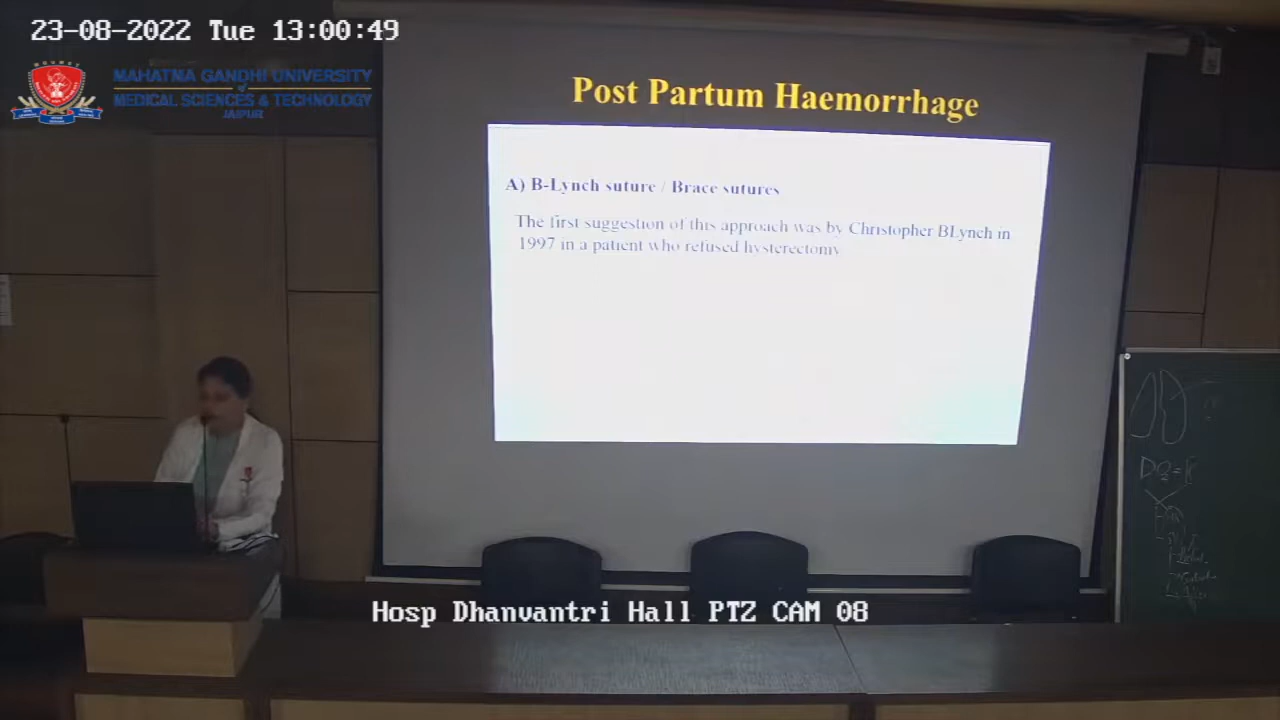 23-08-2022 Tue 13:00:49
MAHATMA GANDHI UNIVERSITY
of
MEDICAL SCIENCES & TECHNOLOGY
JAIPUR
Post Partum Haemorrhage
A) B-Lynch suture / Brace sutures
The first suggestion of this approach was by Christopher BLynch in
1997 in a patient who refused hysterectomy
Hosp Dhanvantri Hall PTZ CAM 08